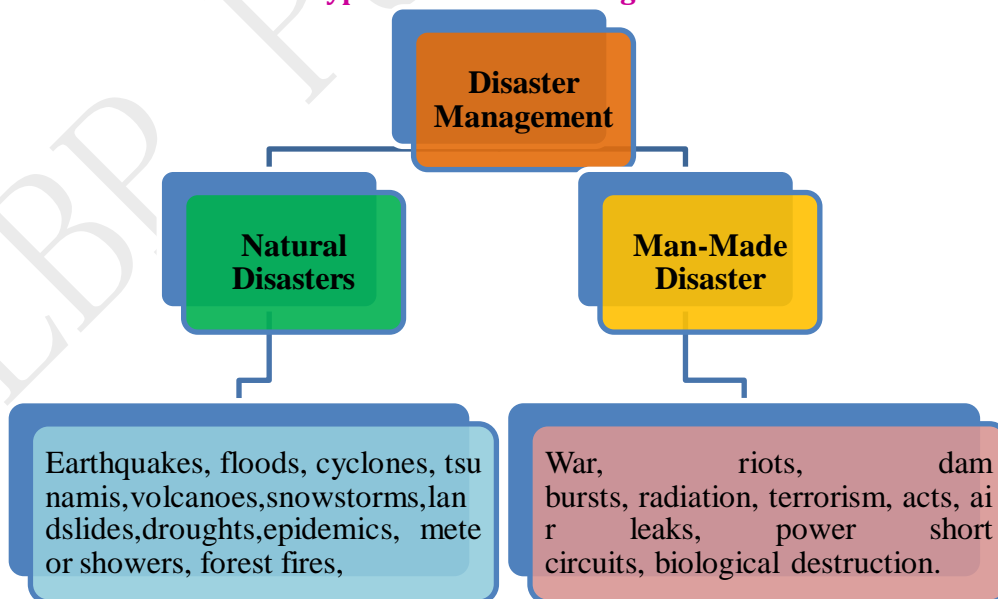 Disaster
Management
Natural
Disasters
Man-Made
Disaster
Earthquakes, floods, cyclones, tsu
namis,volcanoes,snowstorms,lan
dslides,droughts,epidemics, mete
or showers, forest fires,
War, riots, dam
bursts, radiation, terrorism, acts, ai
r leaks, power short
circuits, biological destruction.